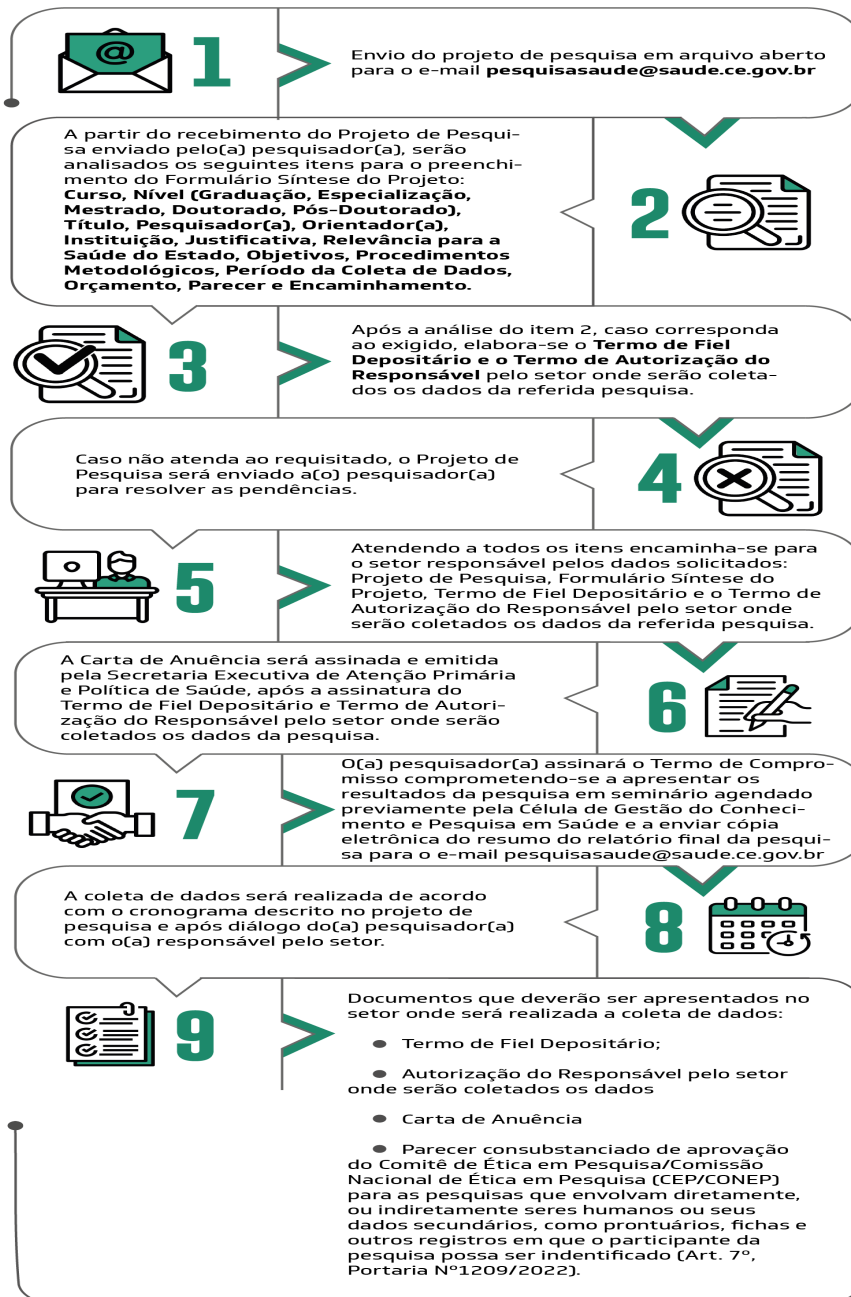 @
1
Envio do projeto de pesquisa em arquivo aberto
para o e-mail pesquisasaude@saude.ce.gov.br
A partir do recebimento do Projeto de Pesqui-
sa enviado pelo(a) pesquisador(a), serão
analisados os seguintes itens para o preenchi-
mento do Formulário Síntese do Projeto:
Curso, Nível (Graduação, Especialização,
Mestrado, Doutorado, Pós-Doutorado),
Título, Pesquisador(a), Orientador(a),
Instituição, Justificativa, Relevância para a
Saúde do Estado, Objetivos, Procedimentos
Metodológicos, Período da Coleta de Dados,
Orçamento, Parecer e Encaminhamento.
2
3
Após a análise do item 2, caso corresponda
ao exigido, elabora-se o Termo de Fiel
Depositário e o Termo de Autorização do
Responsável pelo setor onde serão coleta-
dos os dados da referida pesquisa.
Caso não atenda ao requisitado, o Projeto de
Pesquisa será enviado a(o) pesquisador(a)
para resolver as pendências.
4
5
Atendendo a todos os itens encaminha-se para
o setor responsável pelos dados solicitados:
Projeto de Pesquisa, Formulário Síntese do
Projeto, Termo de Fiel Depositário e o Termo de
Autorização do Responsável pelo setor onde
serão coletados os dados da referida pesquisa.
A Carta de Anuência será assinada e emitida
pela Secretaria Executiva de Atenção Primária
e Política de Saúde, após a assinatura do
Termo de Fiel Depositário e Termo de Autori-
zação do Responsável pelo setor onde serão
coletados os dados da pesquisa.
6
7
O(a) pesquisador(a) assinará o Termo de Compro-
misso comprometendo-se a apresentar os
resultados da pesquisa em seminário agendado
previamente pela Célula de Gestão do Conheci-
mento e Pesquisa em Saúde e a enviar cópia
eletrônica do resumo do relatório final da pesqui-
sa para o e-mail pesquisasaude@saude.ce.gov.br
A coleta de dados será realizada de acordo
com o cronograma descrito no projeto de
pesquisa e após diálogo do(a) pesquisador(a)
com o(a) responsável pelo setor.
8
9
Documentos que deverão ser apresentados no
setor onde será realizada a coleta de dados:
● Termo de Fiel Depositário;
● Autorização do Responsável pelo setor
onde serão coletados os dados
● Carta de Anuência
● Parecer consubstanciado de aprovação
do Comitê de Ética em Pesquisa/Comissão
Nacional de Ética em Pesquisa (CEP/CONEP)
para as pesquisas que envolvam diretamente,
ou indiretamente seres humanos ou seus
dados secundários, como prontuários, fichas e
outros registros em que o participante da
pesquisa possa ser indentificado (Art. 7º,
Portaria Nº1209/2022).